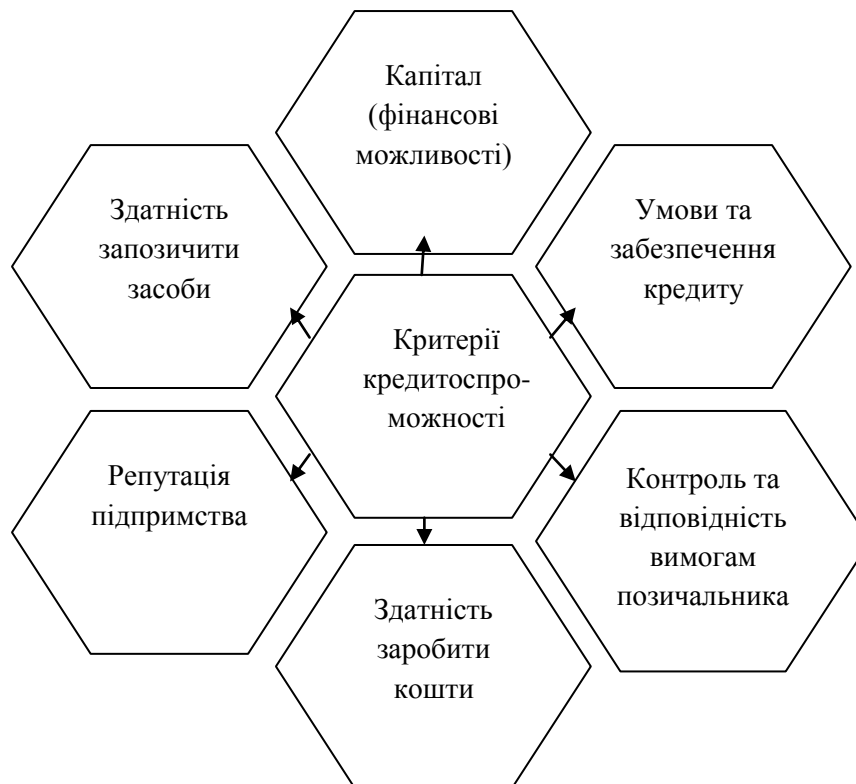 Капітал
(фінансові
можливості)
Здатність
запозичити
засоби
Умови та
забезпечення
кредиту
Критерії
кредитоспро-
можності
Репутація
підпримства
Контроль та
відповідність
вимогам
позичальника
Здатність
заробити
кошти